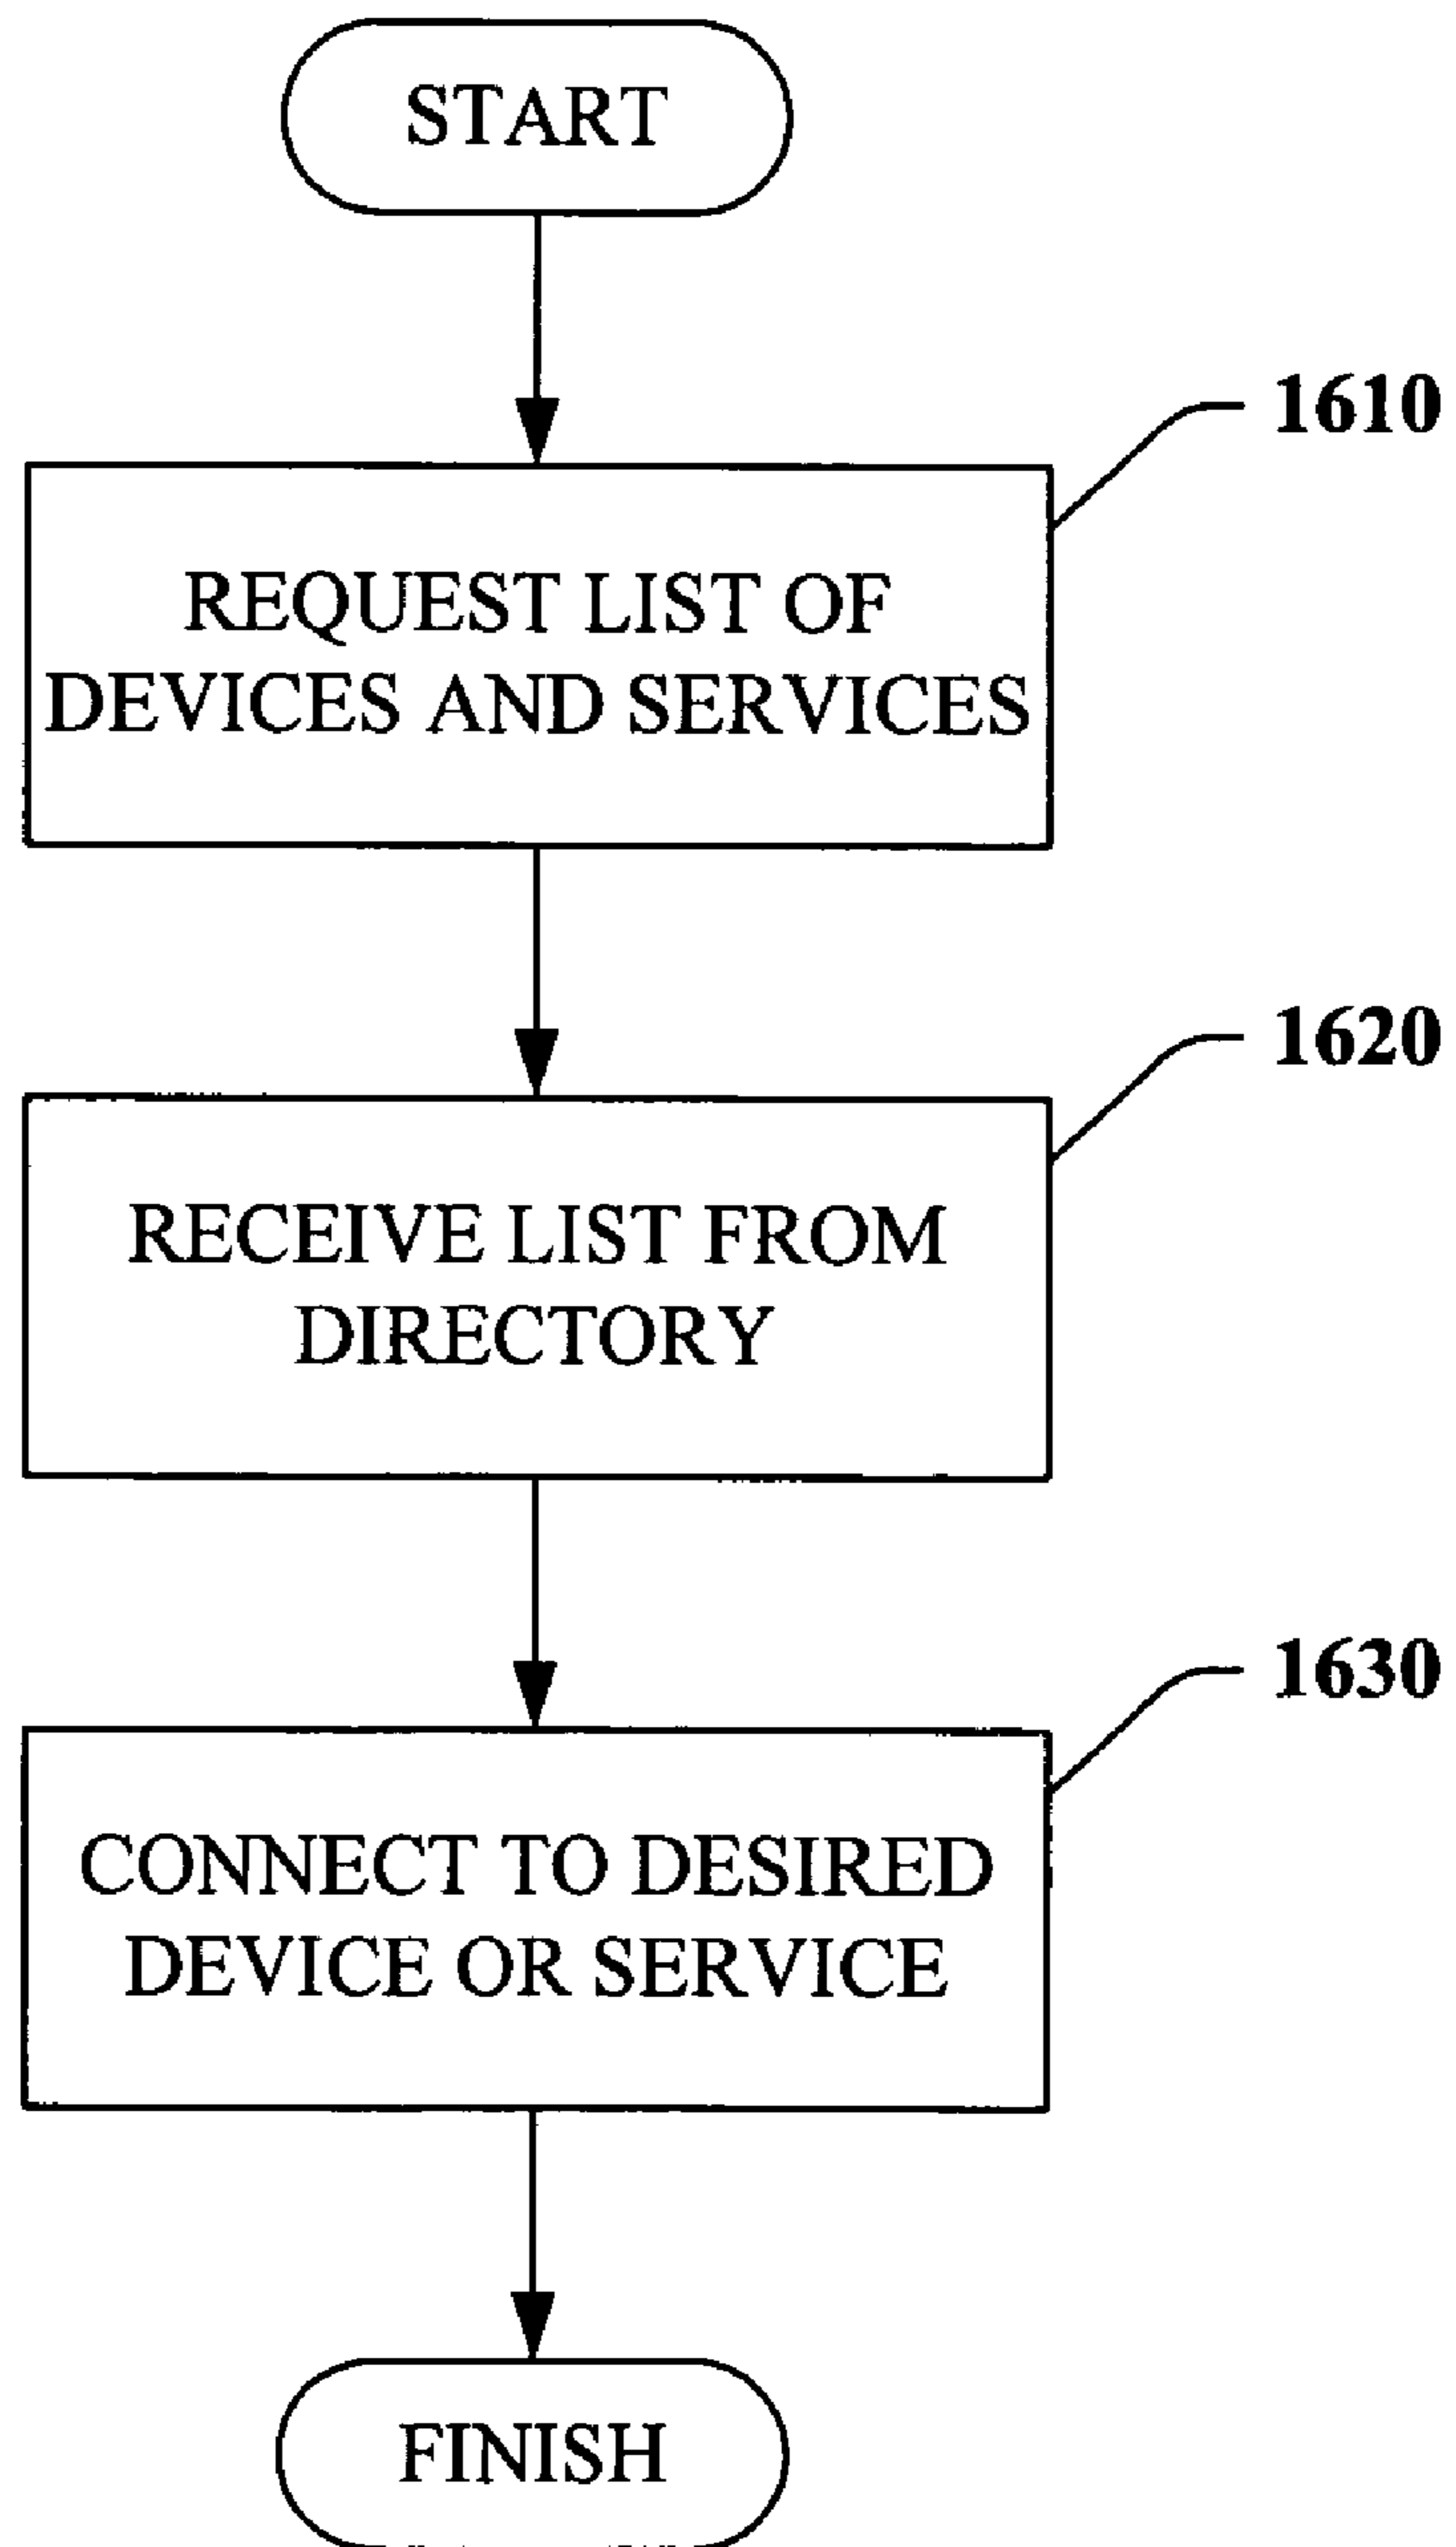 START
1610
REQUEST LIST OF
DEVICES AND SERVICES
1620
RECEIVE LIST FROM
DIRECTORY
1630
CONNECT TO DESIRED
DEVICE OR SERVICE
FINISH